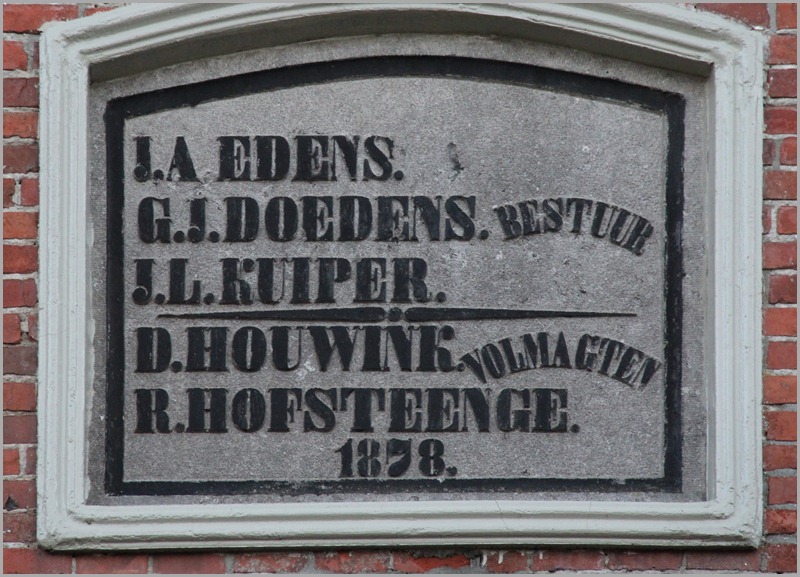 J.A EDENS.
G.J.DOEDENS. BESTUUR
J.L.KUIPER.
D.HOUWINK. VOLMAGTEN
R.HOFSTEENGE.
1878.